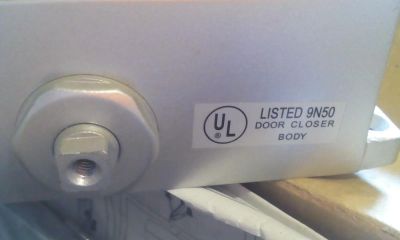 UL
®
LISTED 9N50
DOOR CLOSER
BODY